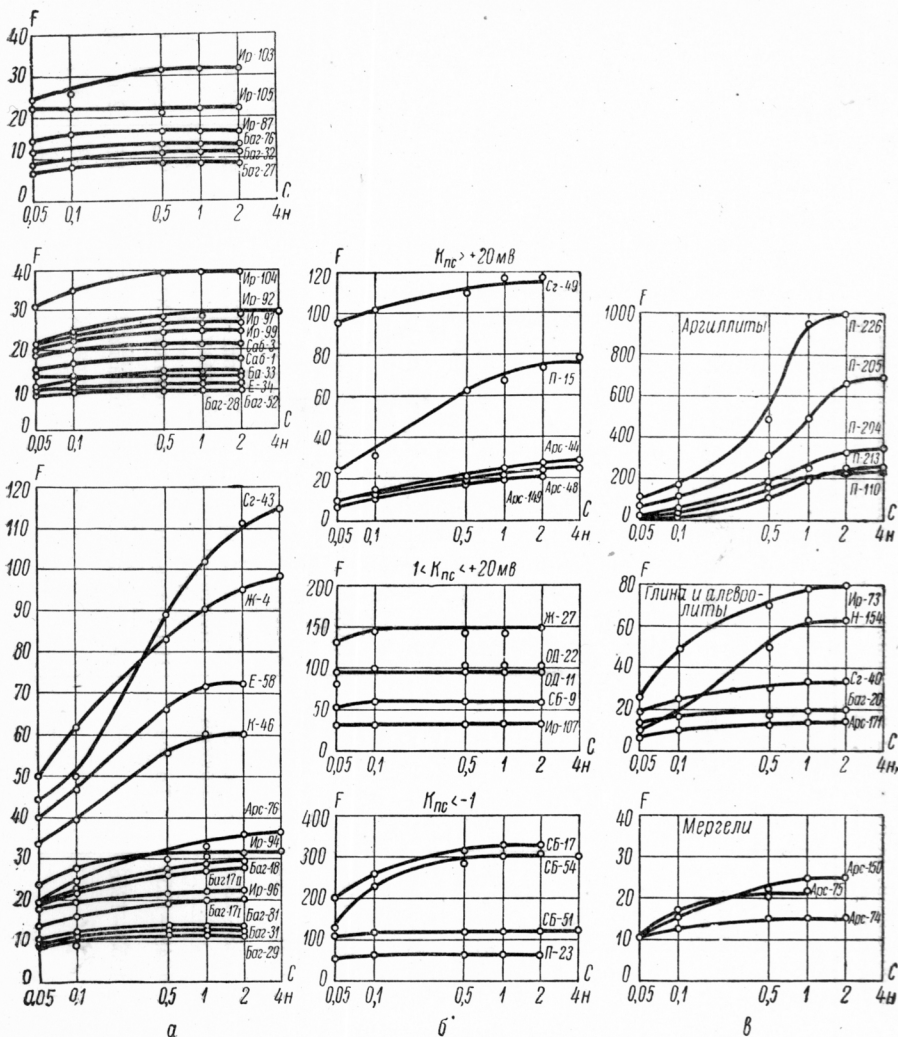 F
40
30
20
10
0
Ир-103
Ир-105
Ир-87
Баг-76
Баг-32
Баг-27
C
0,05 0,1 0,5 1 2 4н
F
40
30
20
10
0
Ир-104
Ир-92
Ир 91
Ир-99
Саб-3
Саб-1
Ба-33
Е-34
Баг-28 Баг-52
C
0,05 0,1 0,5 1 2 4н
F
120
110
100
90
80
70
60
50
40
30
20
10
0
Сг-43
Ж-4
Е-58
К-46
Арс-76
Ир-94
Баг-18
Баг17п
Ир-96
Баг-17г
Баг-81
Баг-31
Баг-29
C
0,05 0,1 0,5 1 2 4н
а
Кпс > +20 мв
F
120
100
80
60
40
20
0
Сг-49
П-15
Арс-44
Арс-149 Арс-48
C
0,05 0,1 0,5 1 2 4н
1 < Кпс < +20 мв
F
200
150
100
50
0
Ж-27
ОД-22
ОД-11
СБ-9
Ир-107
C
0,05 0,1 0,5 1 2 4н
Кпс < -1
F
400
300
200
100
0
СБ-17
СБ-54
СБ-51
П-23
C
0,05 0,1 0,5 1 2 4н
б
F
1000
800
600
400
200
0
Аргиллиты
П-226
П-205
П-204
П-213
П-110
C
0,05 0,1 0,5 1 2 4н
F
80
60
40
20
0
Глина и алевро-
литы
Ир-73
Н-154
Сг-40
Баг-20
Арс-171
C
0,05 0,1 0,5 1 2 4н
F
40
30
20
10
0
Мергели
Арс-150
Арс-75
Арс-74
C
0,05 0,1 0,5 1 2 4н
в